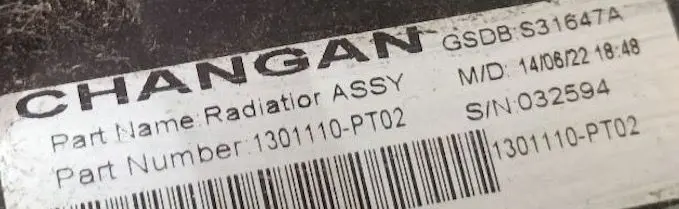 CHANGAN GSDB:S31647A
Part Name:Radiatior ASSY M/D: 14/06/22 18:48
Part Number:1301110-PT02 S/N:032594
1301110-PT02